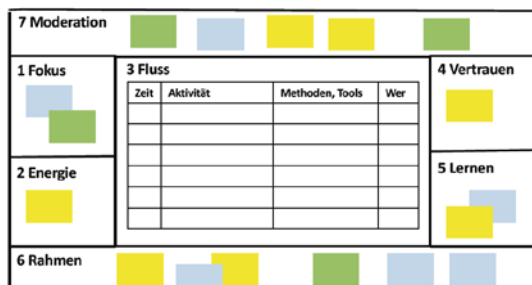 7 Moderation
1 Fokus
3 Fluss
4 Vertrauen
Zeit Aktivität Methoden, Tools Wer
2 Energie
5 Lernen
6 Rahmen